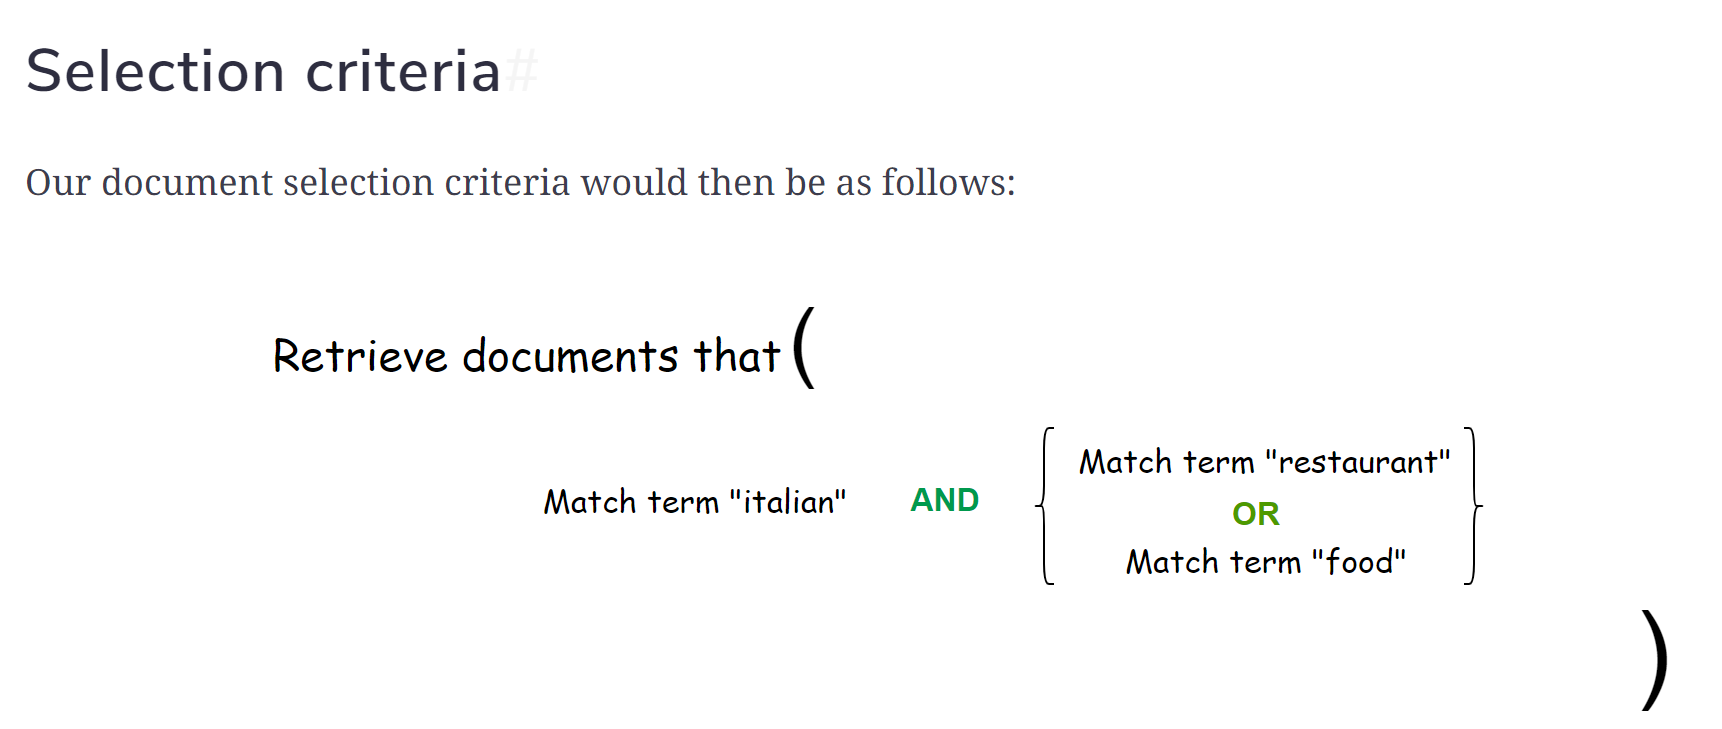 Selection criteria#
Our document selection criteria would then be as follows:
Retrieve documents that (
Match term "restaurant"
Match term "italian" AND
OR
Match term "food"
)